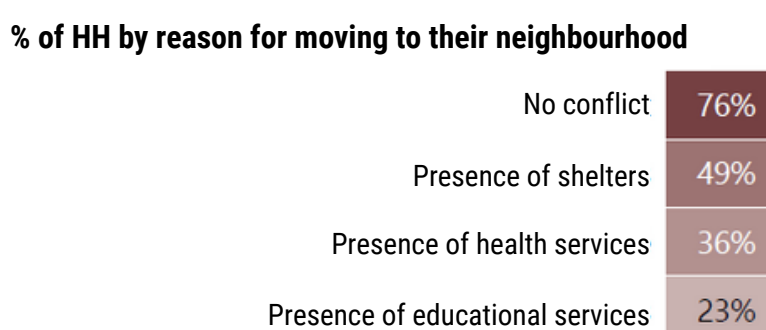 % of HH by reason for moving to their neighbourhood
No conflict 76%
Presence of shelters 49%
Presence of health services 36%
Presence of educational services 23%